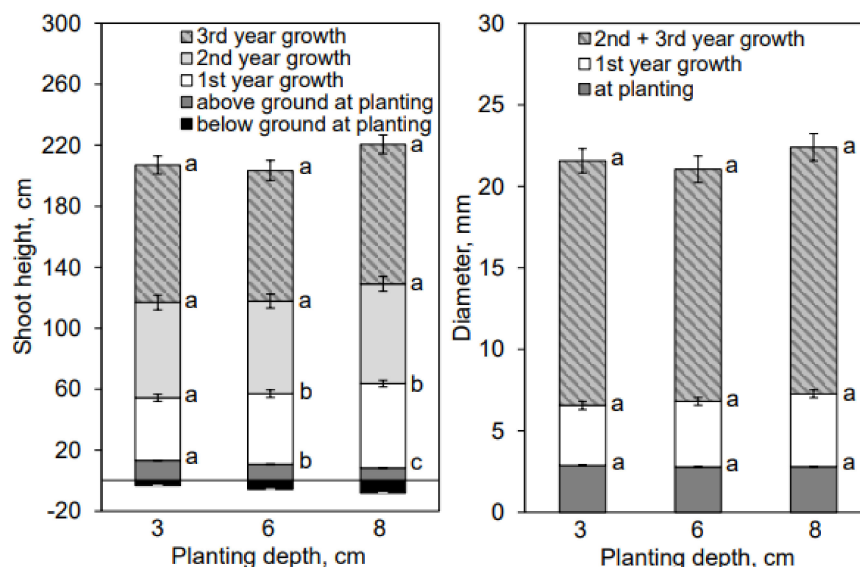 300
260
220
180
140
100
60
20
-20
Shoot height, cm
3rd year growth
2nd year growth
1st year growth
above ground at planting
below ground at planting
a a a
a a a
a b b
a b c
3 6 8
Planting depth, cm
30
25
20
15
10
5
0
Diameter, mm
2nd + 3rd year growth
1st year growth
at planting
a a a
a a a
a a a
3 6 8
Planting depth, cm